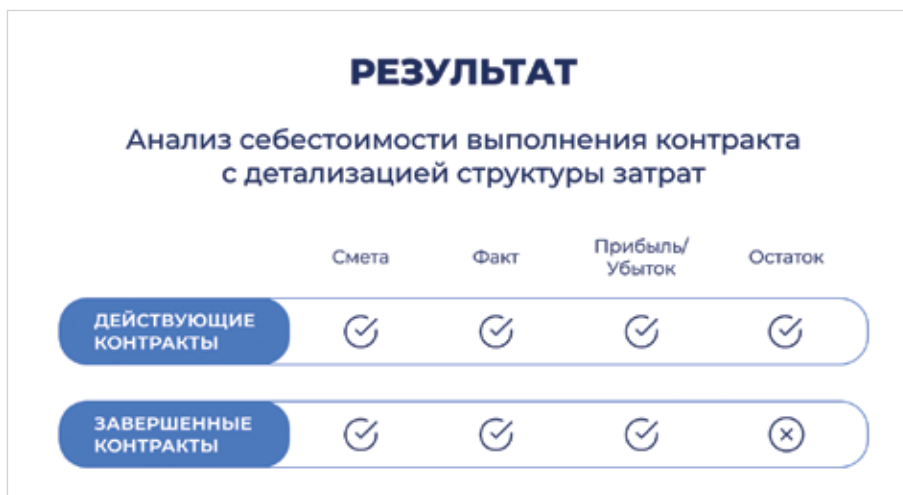 РЕЗУЛЬТАТ
Анализ себестоимости выполнения контракта
с детализацией структуры затрат
Смета Факт Прибыль/ Остаток
Убыток
ДЕЙСТВУЮЩИЕ
КОНТРАКТЫ
ЗАВЕРШЕННЫЕ
КОНТРАКТЫ